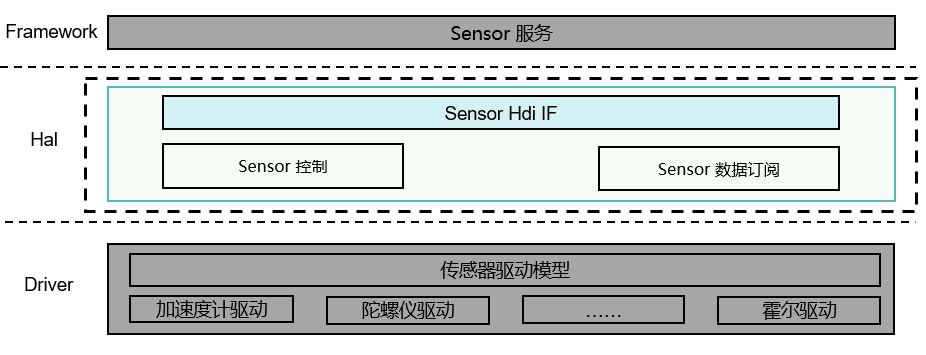 Framework
Sensor 服务
Hal
Sensor Hdi IF
Sensor 控制
Sensor 数据订阅
Driver
传感器驱动模型
加速度计驱动
陀螺仪驱动
……
霍尔驱动